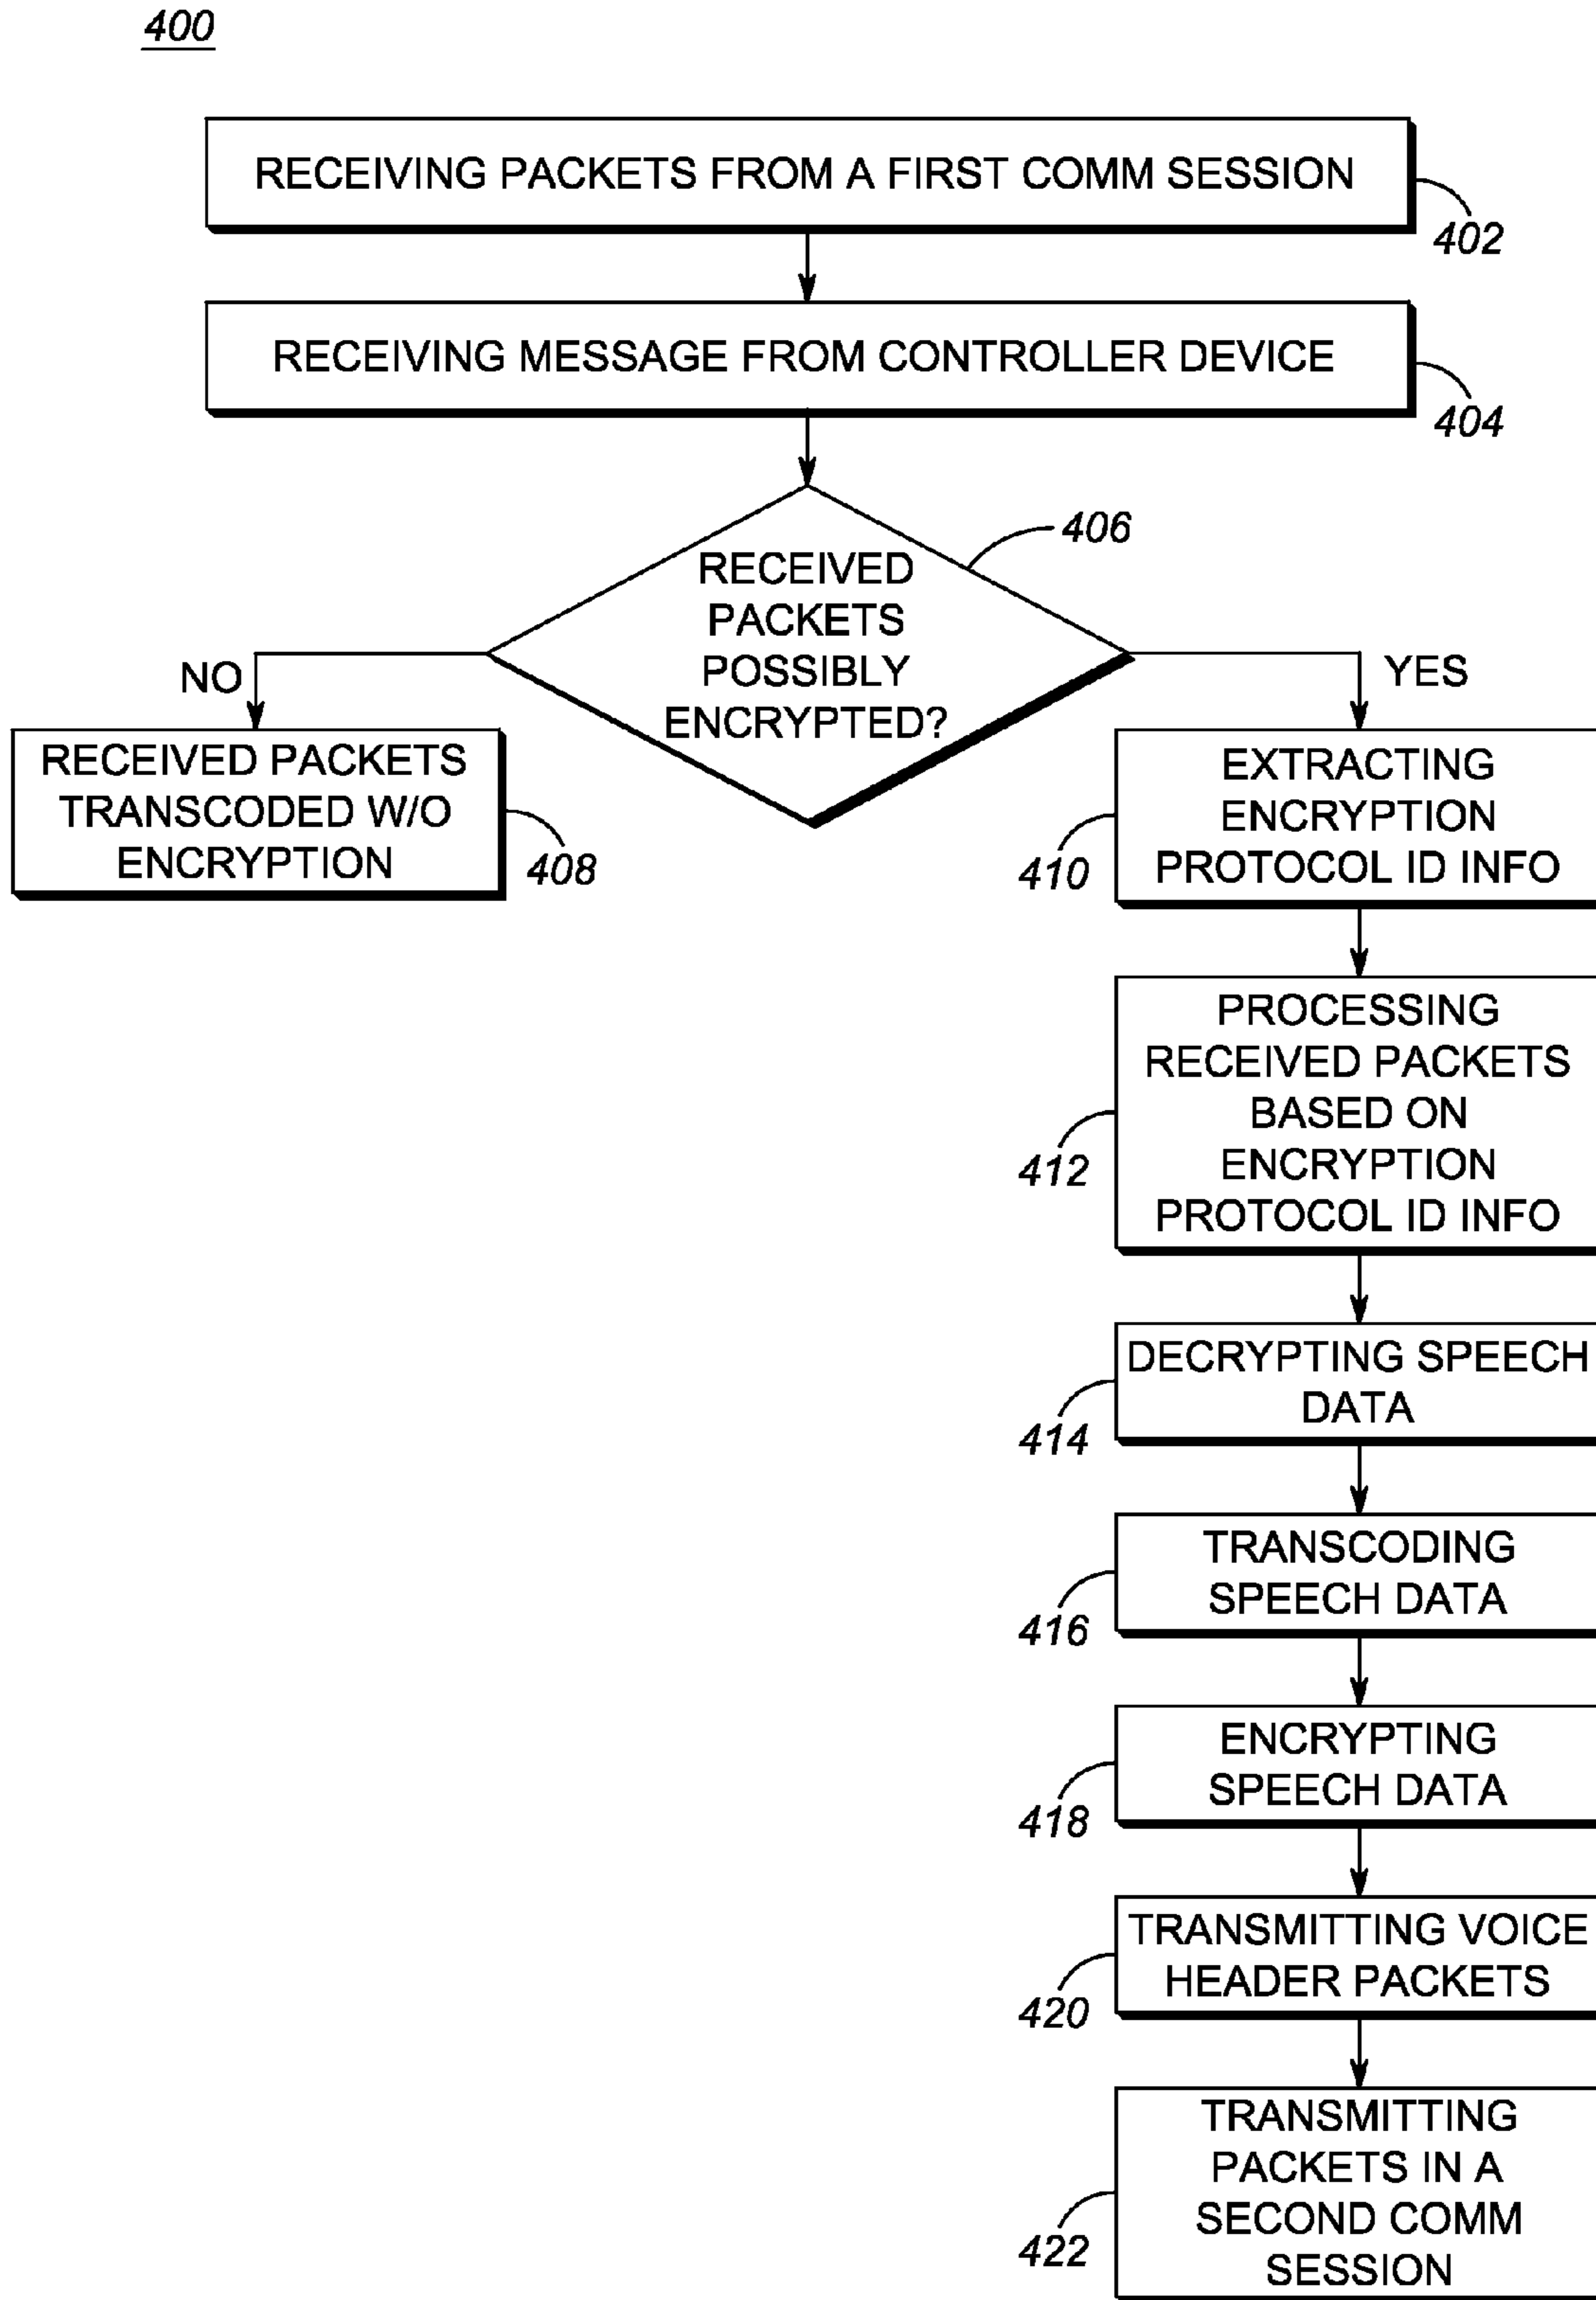 400
RECEIVING PACKETS FROM A FIRST COMM SESSION
402
RECEIVING MESSAGE FROM CONTROLLER DEVICE
404
406
RECEIVED
PACKETS
POSSIBLY
ENCRYPTED?
NO
YES
RECEIVED PACKETS
TRANSCODED W/O
ENCRYPTION
408
EXTRACTING
ENCRYPTION
PROTOCOL ID INFO
410
PROCESSING
RECEIVED PACKETS
BASED ON
ENCRYPTION
PROTOCOL ID INFO
412
DECRYPTING SPEECH
DATA
414
TRANSCODING
SPEECH DATA
416
ENCRYPTING
SPEECH DATA
418
TRANSMITTING VOICE
HEADER PACKETS
420
TRANSMITTING
PACKETS IN A
SECOND COMM
SESSION
422